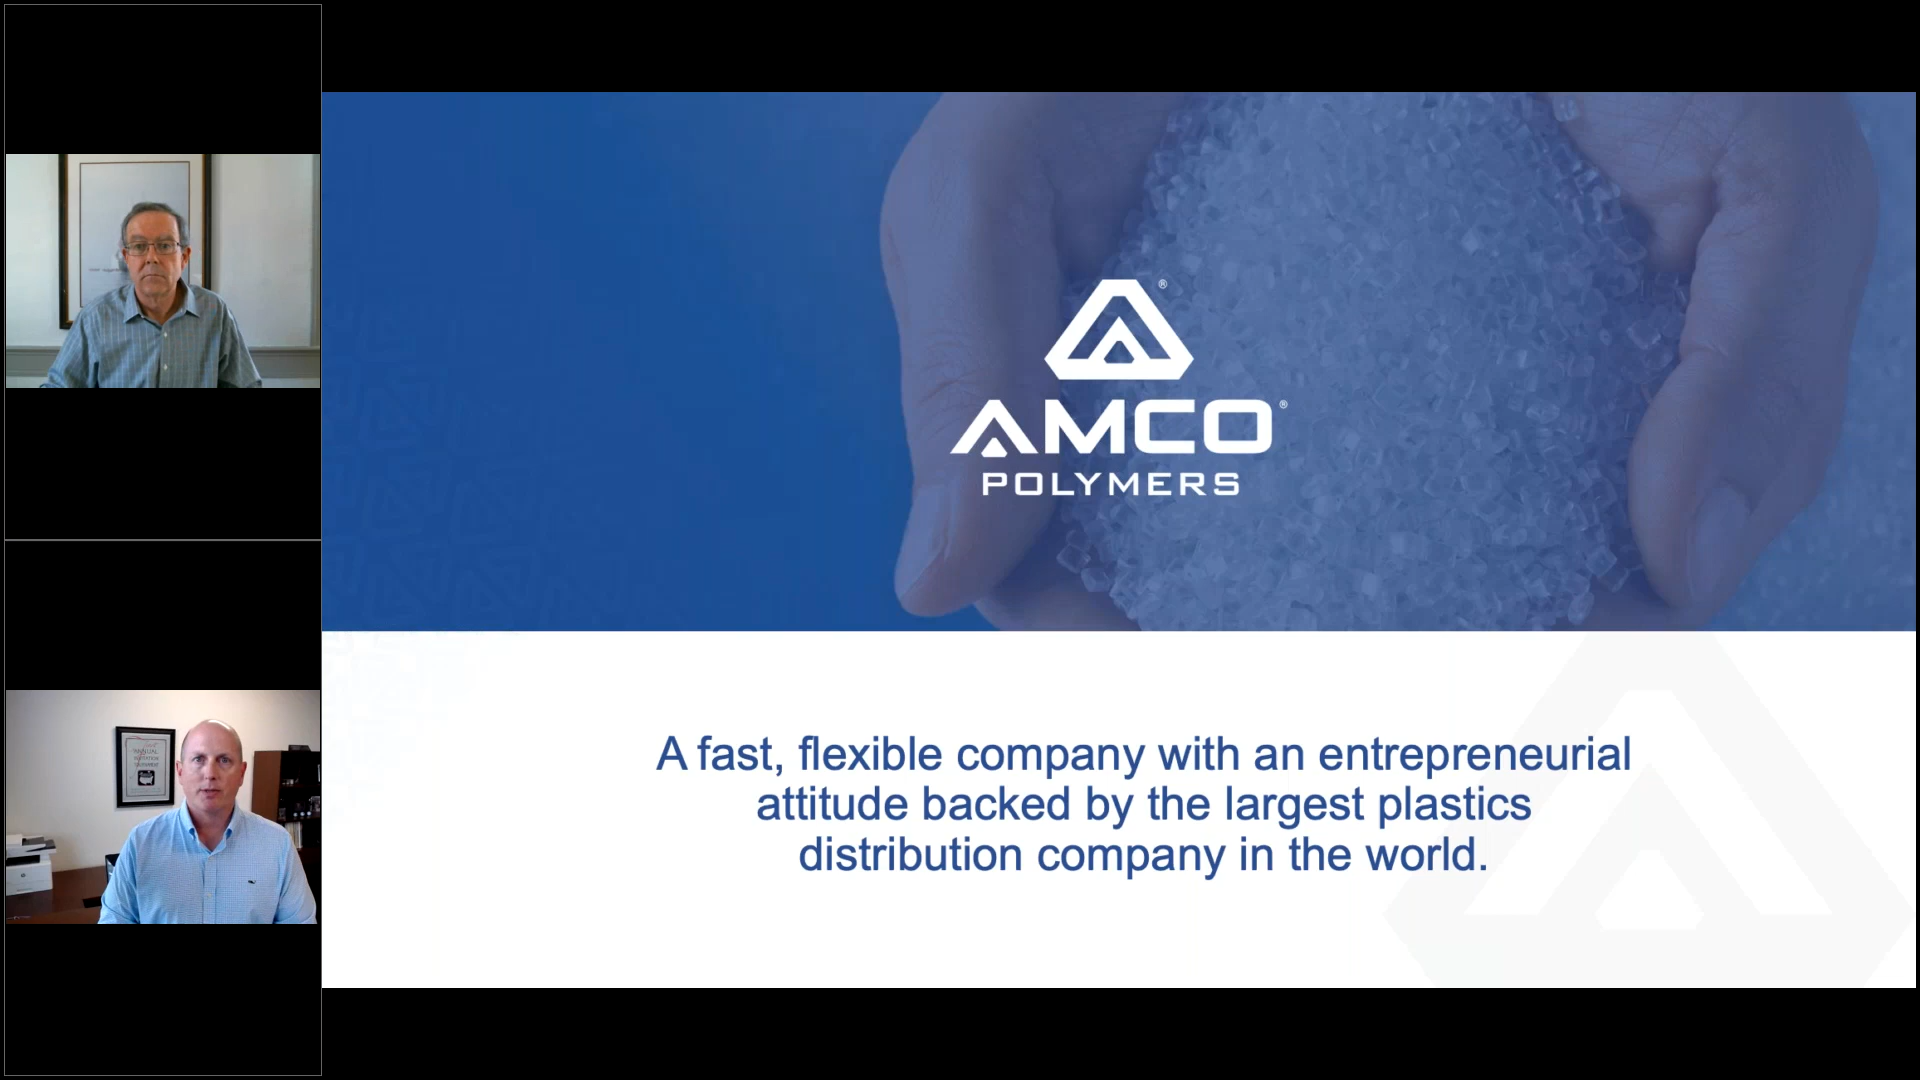 ®
AMCO®
POLYMERS
A fast, flexible company with an entrepreneurial
attitude backed by the largest plastics
distribution company in the world.